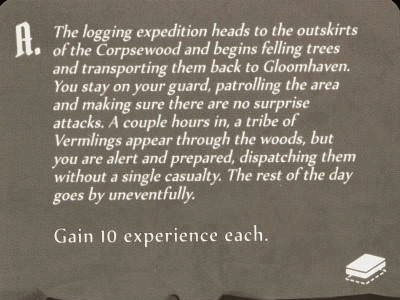 A. The logging expedition heads to the outskirts
of the Corpsewood and begins felling trees
and transporting them back to Gloomhaven.
You stay on your guard, patrolling the area
and making sure there are no surprise
attacks. A couple hours in, a tribe of
Vermlings appear through the woods, but
you are alert and prepared, dispatching them
without a single casualty. The rest of the day
goes by uneventfully.
Gain 10 experience each.